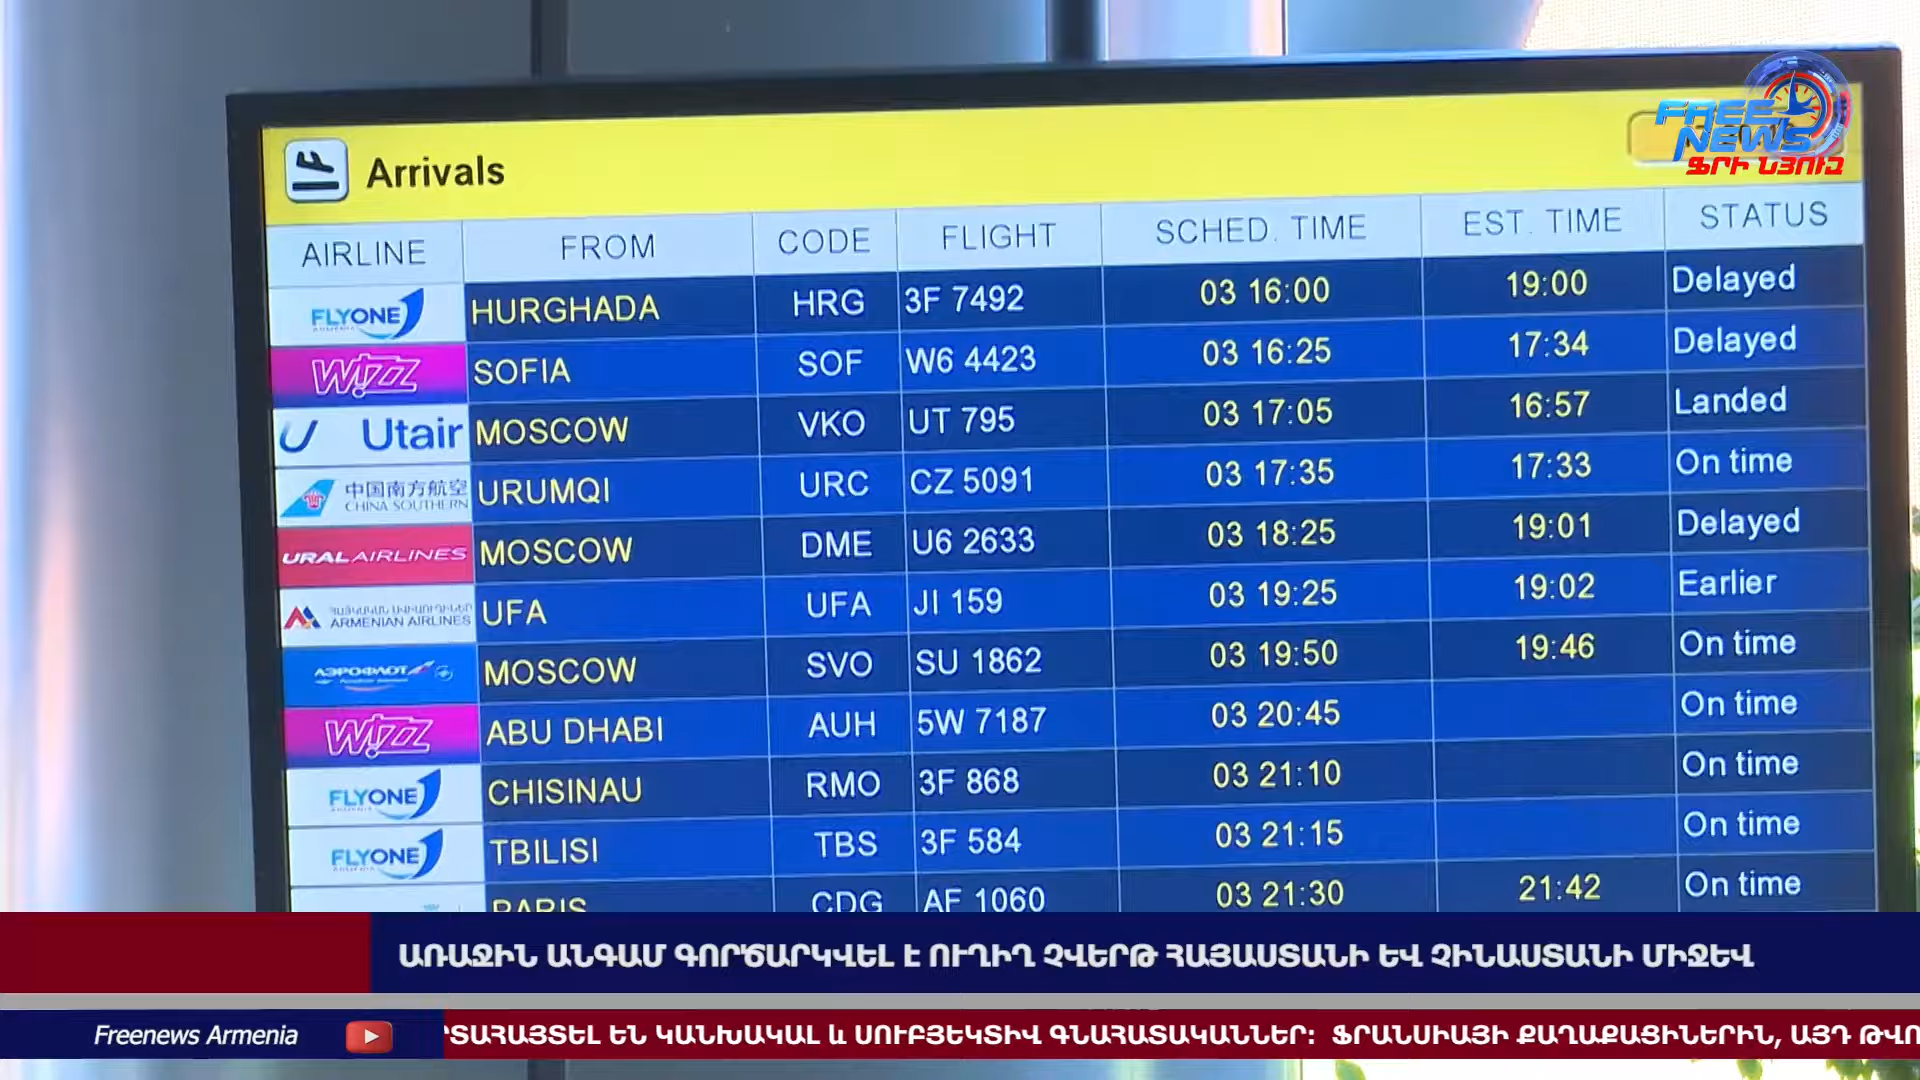 FREE
NEWS
ՖՐԻ ՆՅՈՒԶ
Arrivals
AIRLINE FROM CODE FLIGHT SCHED. TIME EST. TIME STATUS
FLYONE ARMENIA HURGHADA HRG 3F 7492 03 16:00 19:00 Delayed
WIZZ SOFIA SOF W6 4423 03 16:25 17:34 Delayed
Utair MOSCOW VKO UT 795 03 17:05 16:57 Landed
中国南方航空 CHINA SOUTHERN URUMQI URC CZ 5091 03 17:35 17:33 On time
URAL AIRLINES MOSCOW DME U6 2633 03 18:25 19:01 Delayed
ՀԱՅԿԱԿԱՆ ԱՎԻԱՈՒՂԻՆԵՐ ARMENIAN AIRLINES UFA UFA JI 159 03 19:25 19:02 Earlier
АЭРОФЛОТ MOSCOW SVO SU 1862 03 19:50 19:46 On time
WIZZ ABU DHABI AUH 5W 7187 03 20:45 On time
FLYONE ARMENIA CHISINAU RMO 3F 868 03 21:10 On time
FLYONE ARMENIA TBILISI TBS 3F 584 03 21:15 On time
PARIS CDG AF 1060 03 21:30 21:42 On time
ԱՌԱՋԻՆ ԱՆԳԱՄ ԳՈՐԾԱՐԿՎԵԼ Է ՈՒՂԻՂ ՉՎԵՐԹ ՀԱՅԱՍՏԱՆԻ ԵՎ ՉԻՆԱՍՏԱՆԻ ՄԻՋԵՎ
Freenews Armenia ՐՏԱՀԱՅՏԵԼ ԵՆ ԿԱՆԽԱԿԱԼ և ՍՈՒԲՅԵԿՏԻՎ ԳՆԱՀԱՏԱԿԱՆՆԵՐ: ՖՐԱՆՍԻԱՅԻ ՔԱՂԱՔԱՑԻՆԵՐԻՆ, ԱՅԴ ԹՎՈ